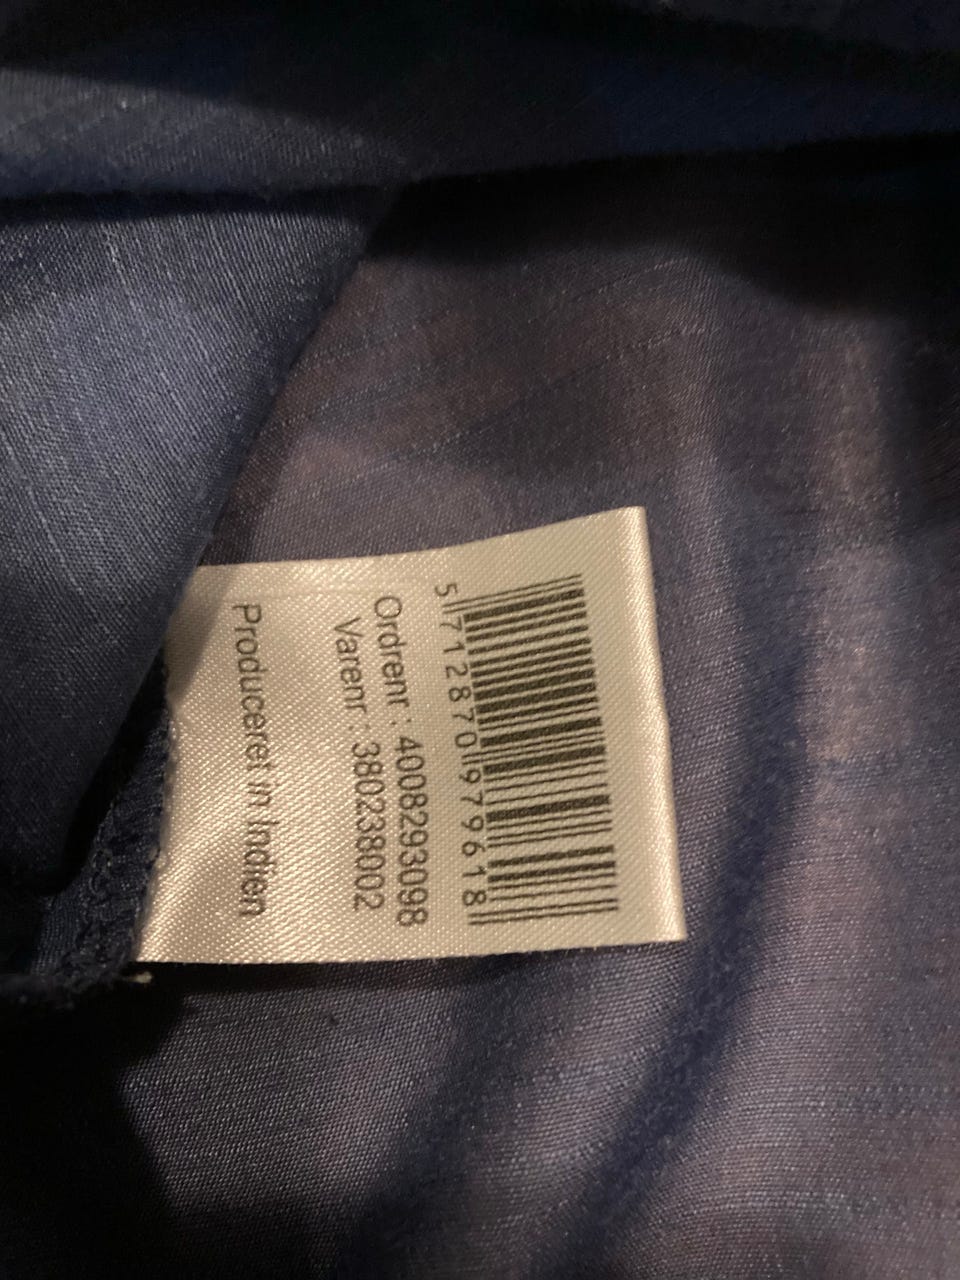 5 712870 979618
Ordrenr.: 4008293098
Varenr.: 380238002
Produceret in Indien